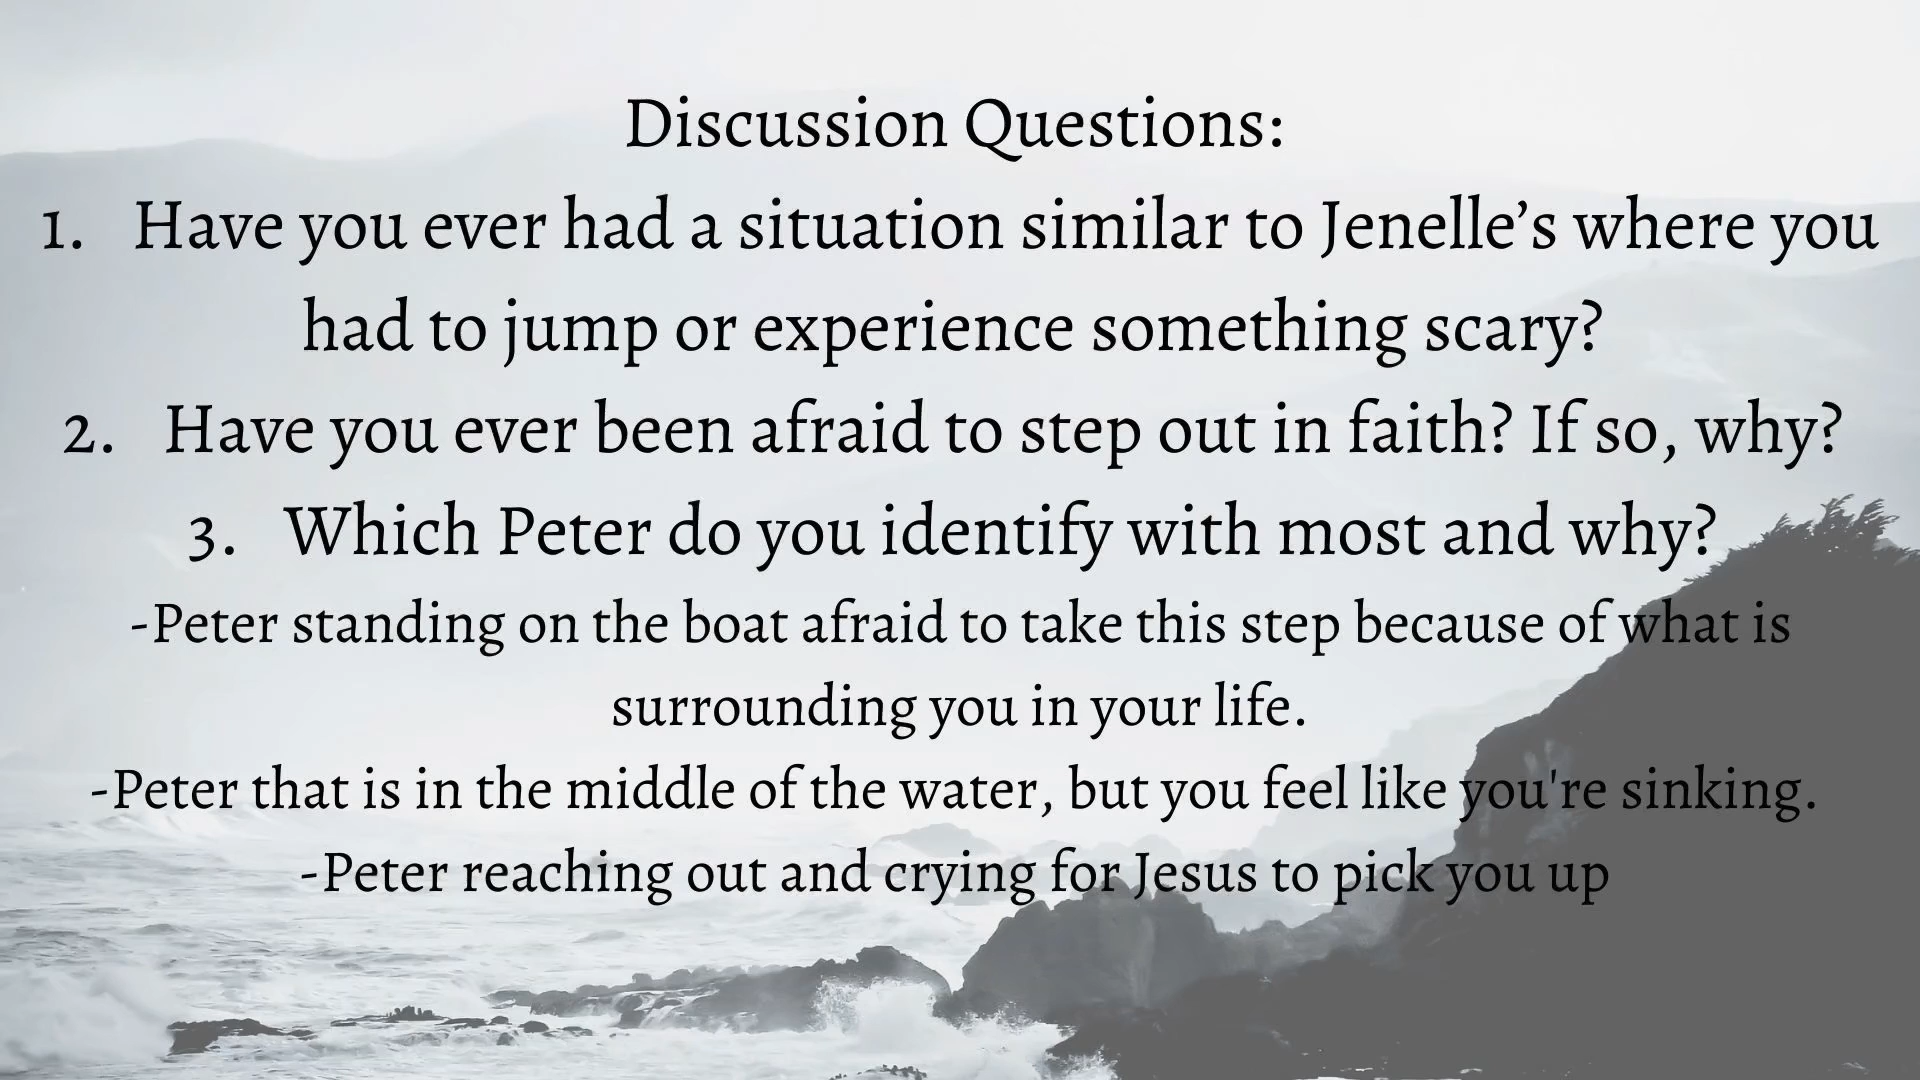 Discussion Questions:
1. Have you ever had a situation similar to Jenelle’s where you
had to jump or experience something scary?
2. Have you ever been afraid to step out in faith? If so, why?
3. Which Peter do you identify with most and why?
-Peter standing on the boat afraid to take this step because of what is
surrounding you in your life.
-Peter that is in the middle of the water, but you feel like you're sinking.
-Peter reaching out and crying for Jesus to pick you up